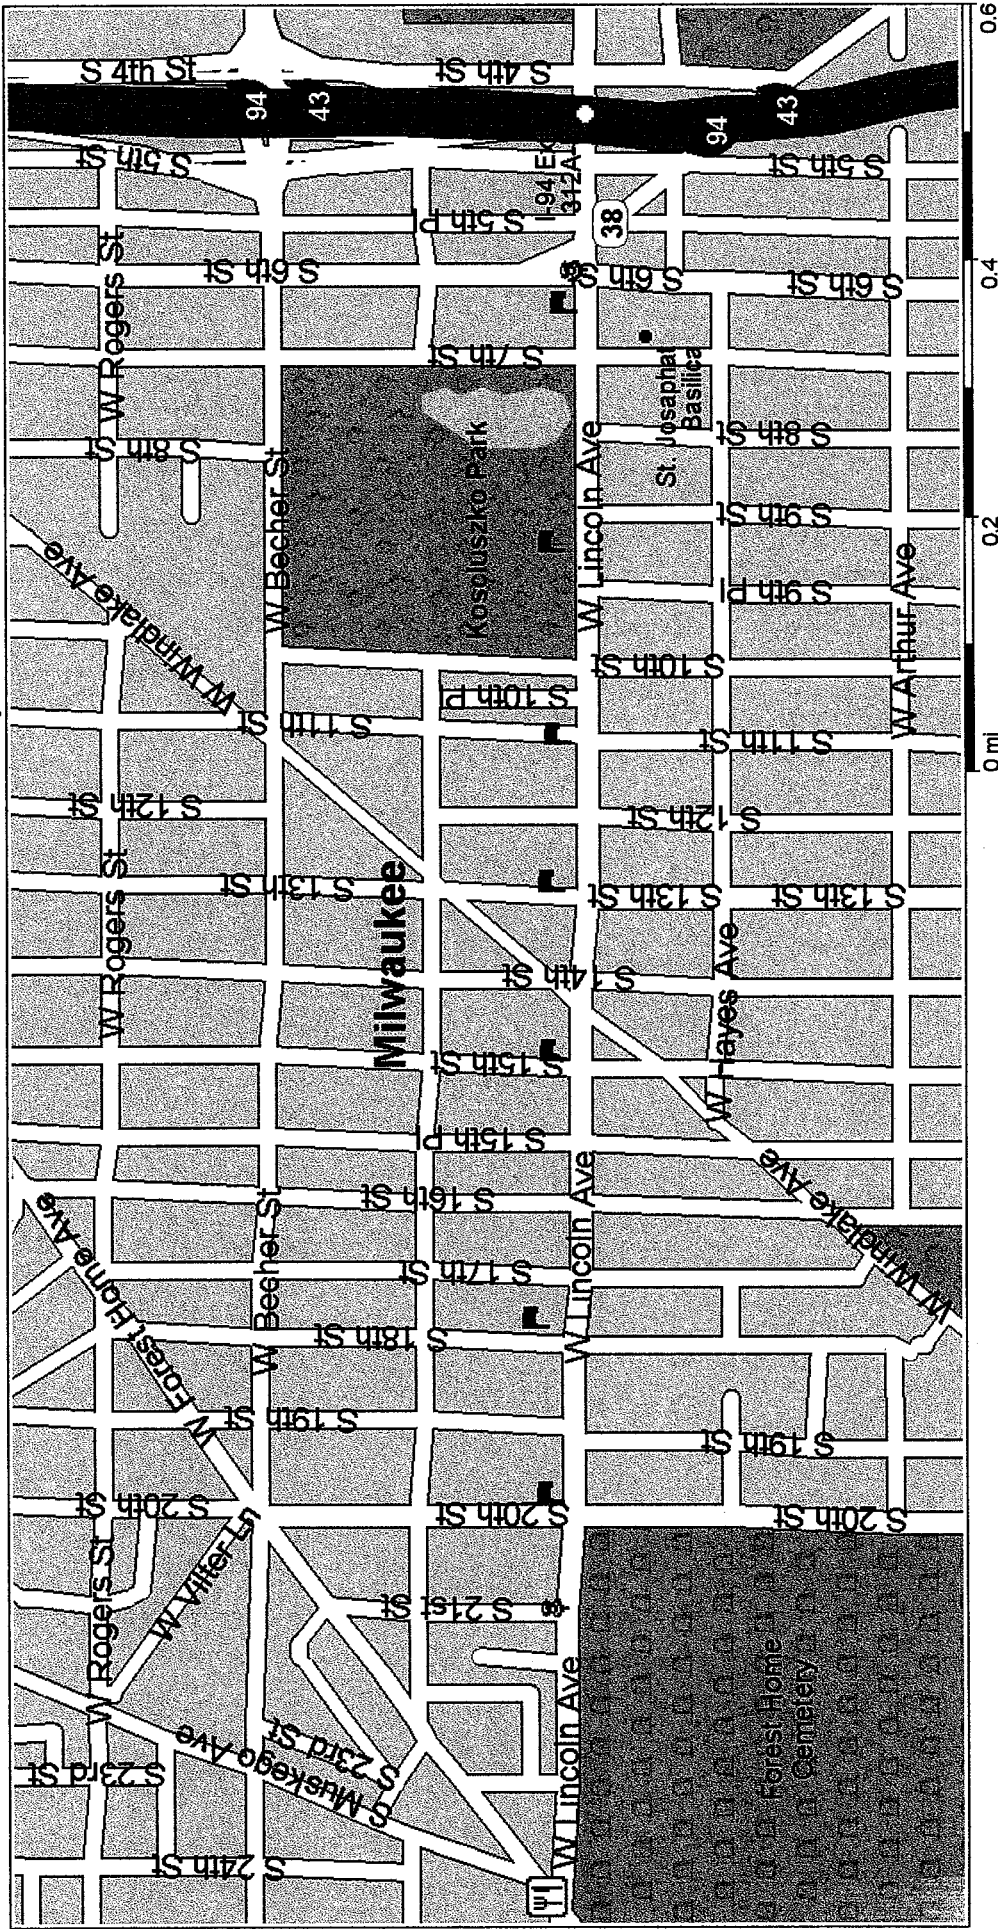 S 24th St
S 23rd St
W Rogers St
S 20th St
W Forest Home Ave
W Rogers St
S 12th St
W Windlake Ave
S 8th St
W Rogers St
S 5th St
S 4th St
S Muskego Ave
S 23rd St
W Vilter Ln
S 19th St
W Becher St
S 18th St
S 13th St
S 11th St
W Becher St
S 6th St
94
43
S 21st St
S 20th St
S 17th St
S 16th St
S 15th Pl
S 15th St
Milwaukee
S 14th St
S 10th Pl
Kosciuszko Park
S 7th St
S 5th Pl
S 4th St
I-94 Ex
312A
W Lincoln Ave
W Lincoln Ave
S 13th St
S 12th St
S 10th St
W Lincoln Ave
S 6th St
38
St. Josaphat
Basilica
94
43
Forest Home
Cemetery
S 20th St
S 19th St
W Windlake Ave
W Hayes Ave
S 13th St
S 11th St
S 9th Pl
S 9th St
S 8th St
S 6th St
S 5th St
W Arthur Ave
0 mi
0.2
0.4
0.6